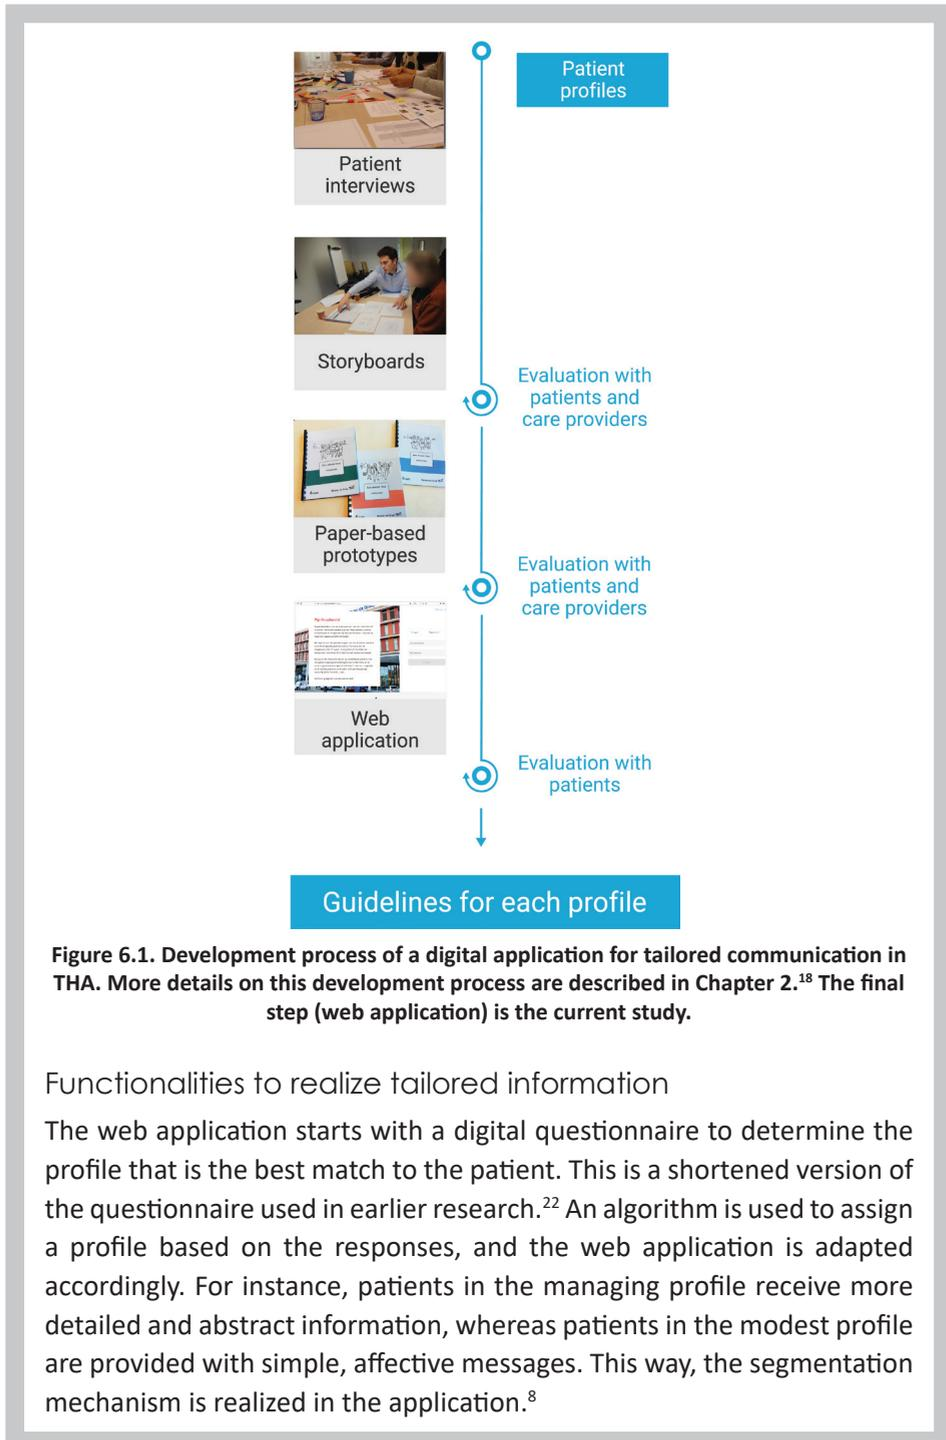 Patient
profiles
Patient
interviews
Storyboards
Evaluation with
patients and
care providers
Paper-based
prototypes
Evaluation with
patients and
care providers
Web
application
Evaluation with
patients
Guidelines for each profile
Figure 6.1. Development process of a digital application for tailored communication in
THA. More details on this development process are described in Chapter 2.18 The final
step (web application) is the current study.
Functionalities to realize tailored information
The web application starts with a digital questionnaire to determine the
profile that is the best match to the patient. This is a shortened version of
the questionnaire used in earlier research.22 An algorithm is used to assign
a profile based on the responses, and the web application is adapted
accordingly. For instance, patients in the managing profile receive more
detailed and abstract information, whereas patients in the modest profile
are provided with simple, affective messages. This way, the segmentation
mechanism is realized in the application.8